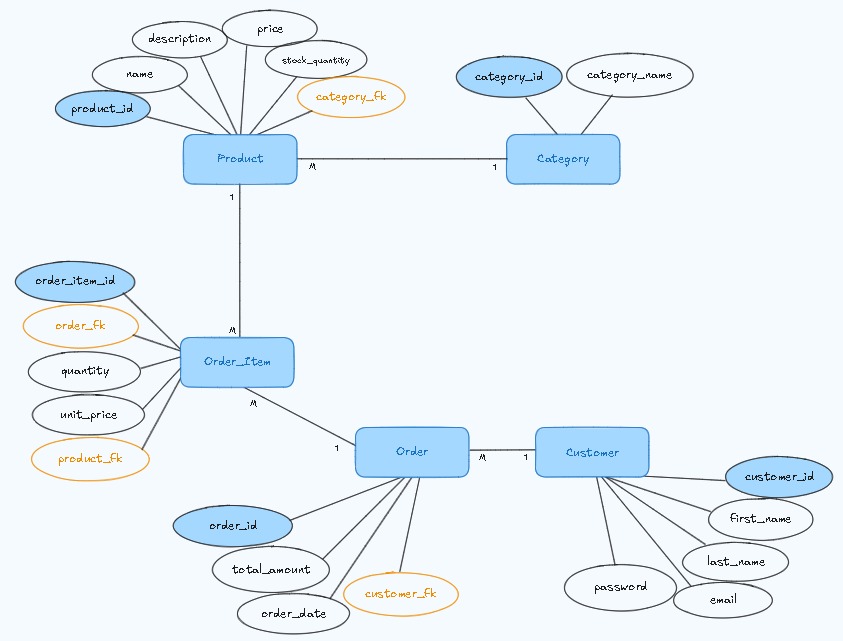 price
description
stock_quantity
name
category_id
category_name
category_fk
product_id
Product
M
1
Category
1
order_item_id
order_fk
M
Order_Item
quantity
M
unit_price
1
Order
M
1
Customer
product_fk
customer_id
first_name
order_id
last_name
total_amount
password
customer_fk
email
order_date